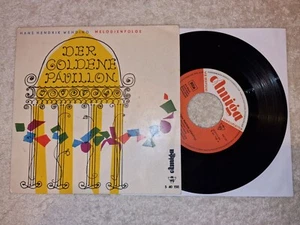 HANS HENDRIK WEHDING MELODIENFOLGE
DER
GOLDENE
PAVILLON
amiga
amiga